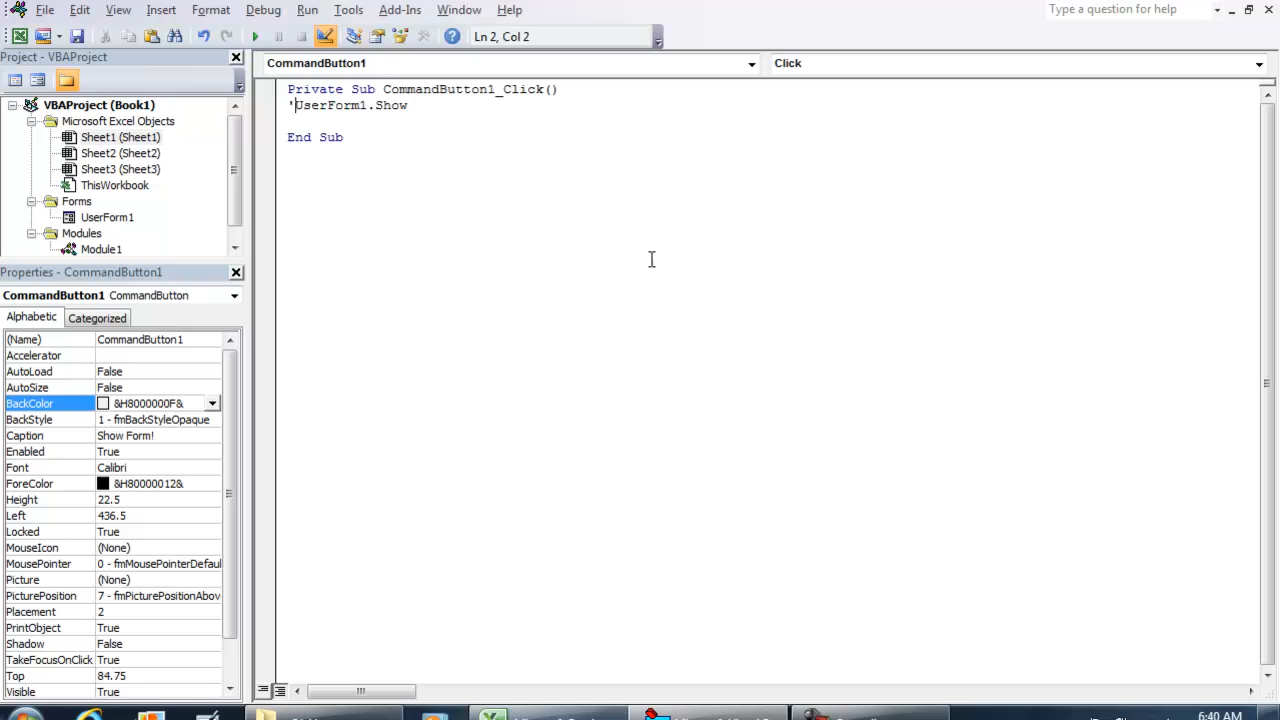 File Edit View Insert Format Debug Run Tools Add-Ins Window Help Type a question for help
Ln 2, Col 2
Project - VBAProject
CommandButton1 Click
VBAProject (Book1)
Microsoft Excel Objects
Sheet1 (Sheet1)
Sheet2 (Sheet2)
Sheet3 (Sheet3)
ThisWorkbook
Forms
UserForm1
Modules
Module1
Private Sub CommandButton1_Click()
'UserForm1.Show
End Sub
Properties - CommandButton1
CommandButton1 CommandButton
Alphabetic Categorized
(Name) CommandButton1
Accelerator
AutoLoad False
AutoSize False
BackColor &H8000000F&
BackStyle 1 - fmBackStyleOpaque
Caption Show Form!
Enabled True
Font Calibri
ForeColor &H80000012&
Height 22.5
Left 436.5
Locked True
MouseIcon (None)
MousePointer 0 - fmMousePointerDefaul
Picture (None)
PicturePosition 7 - fmPicturePositionAbov
Placement 2
PrintObject True
Shadow False
TakeFocusOnClick True
Top 84.75
Visible True
6:40 AM